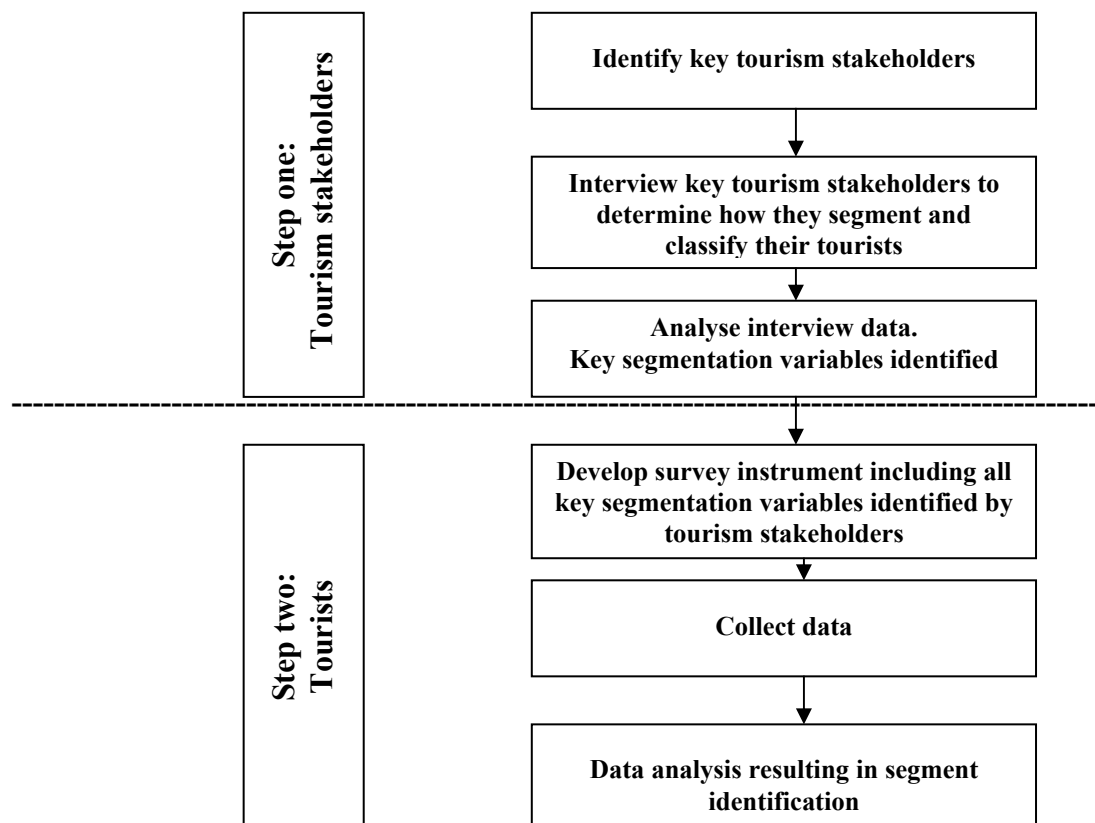 Step one:
Tourism stakeholders
Identify key tourism stakeholders
Interview key tourism stakeholders to
determine how they segment and
classify their tourists
Analyse interview data.
Key segmentation variables identified
Step two:
Tourists
Develop survey instrument including all
key segmentation variables identified by
tourism stakeholders
Collect data
Data analysis resulting in segment
identification